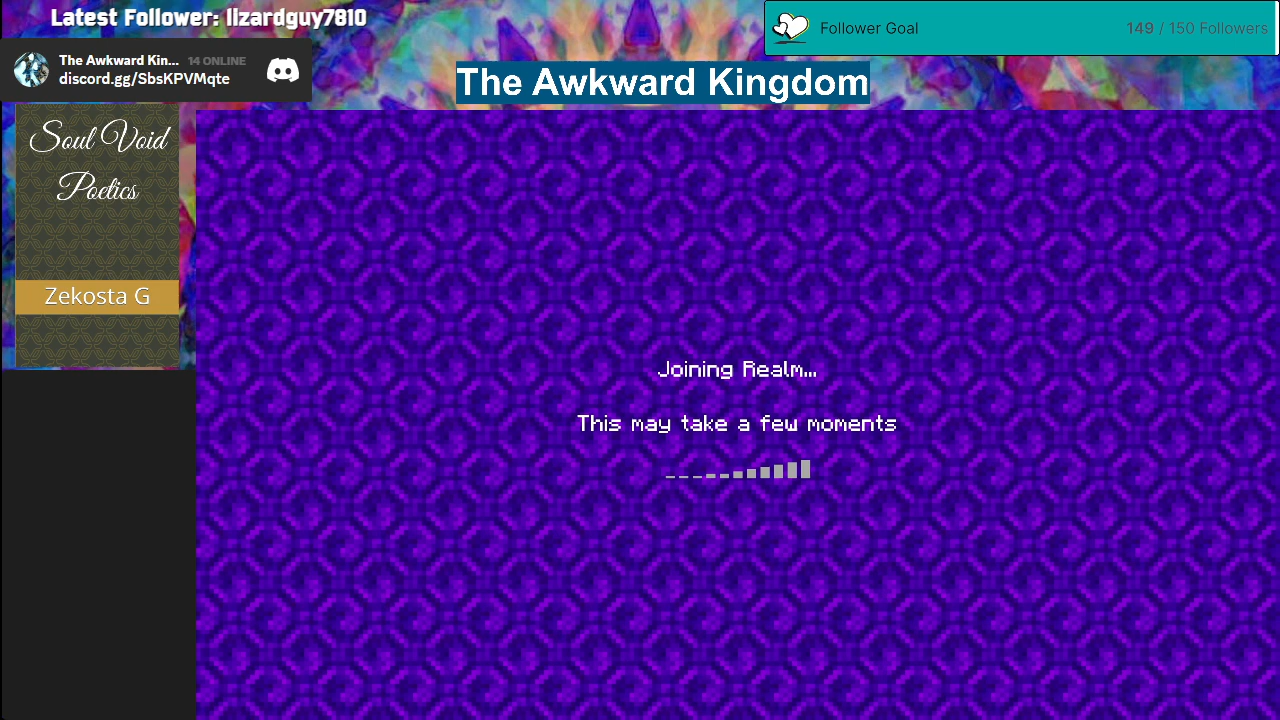 Latest Follower: lizardguy7810
Follower Goal
149 / 150 Followers
The Awkward Kin... 14 ONLINE
discord.gg/SbsKPVMqte
The Awkward Kingdom
Soul Void
Poetics
Zekosta G
Joining Realm...
This may take a few moments